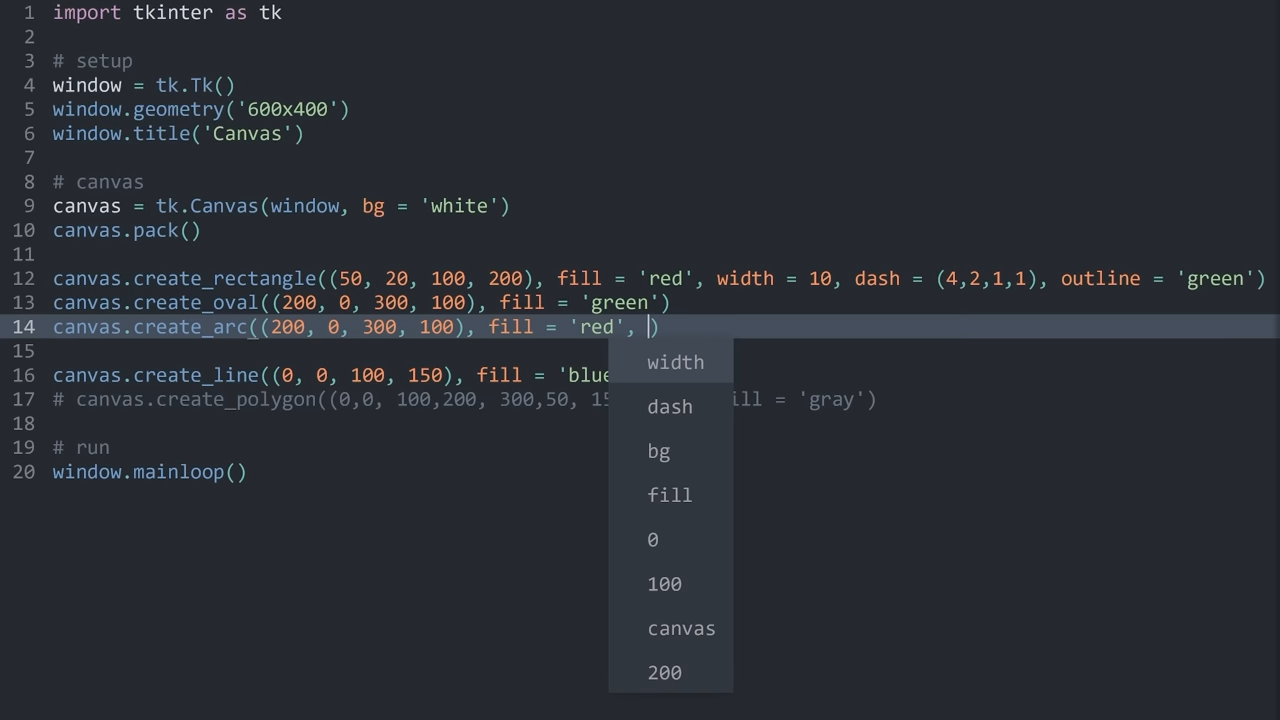 1 import tkinter as tk
2
3 # setup
4 window = tk.Tk()
5 window.geometry('600x400')
6 window.title('Canvas')
7
8 # canvas
9 canvas = tk.Canvas(window, bg = 'white')
10 canvas.pack()
11
12 canvas.create_rectangle((50, 20, 100, 200), fill = 'red', width = 10, dash = (4,2,1,1), outline = 'green')
13 canvas.create_oval((200, 0, 300, 100), fill = 'green')
14 canvas.create_arc((200, 0, 300, 100), fill = 'red', )
15
16 canvas.create_line((0, 0, 100, 150), fill = 'blue
17 # canvas.create_polygon((0,0, 100,200, 300,50, 15 ill = 'gray')
18
19 # run
20 window.mainloop()
width
dash
bg
fill
0
100
canvas
200